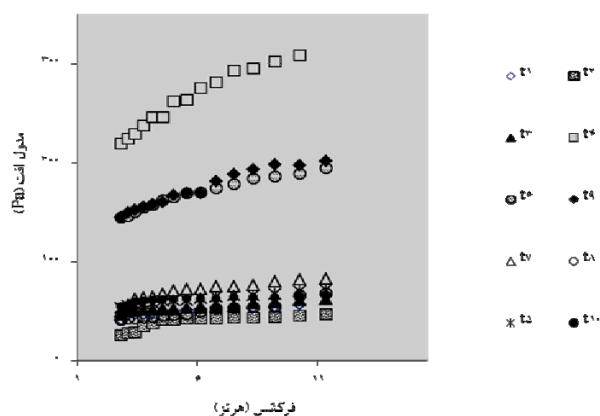 ۳۰۰
۲۰۰
۱۰۰
۰
مدول افت (Pa)
۱ ۶ ۱۱
فرکانس (هرتز)
t۱ t۲
t۳ t۴
t۵ t۶
t۷ t۸
t۱۰